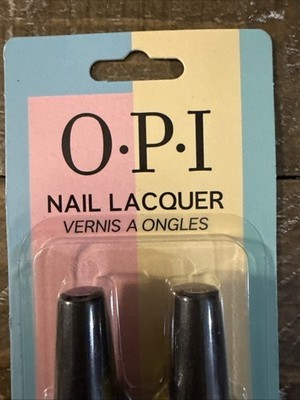 O·P·I
NAIL LACQUER
VERNIS A ONGLES